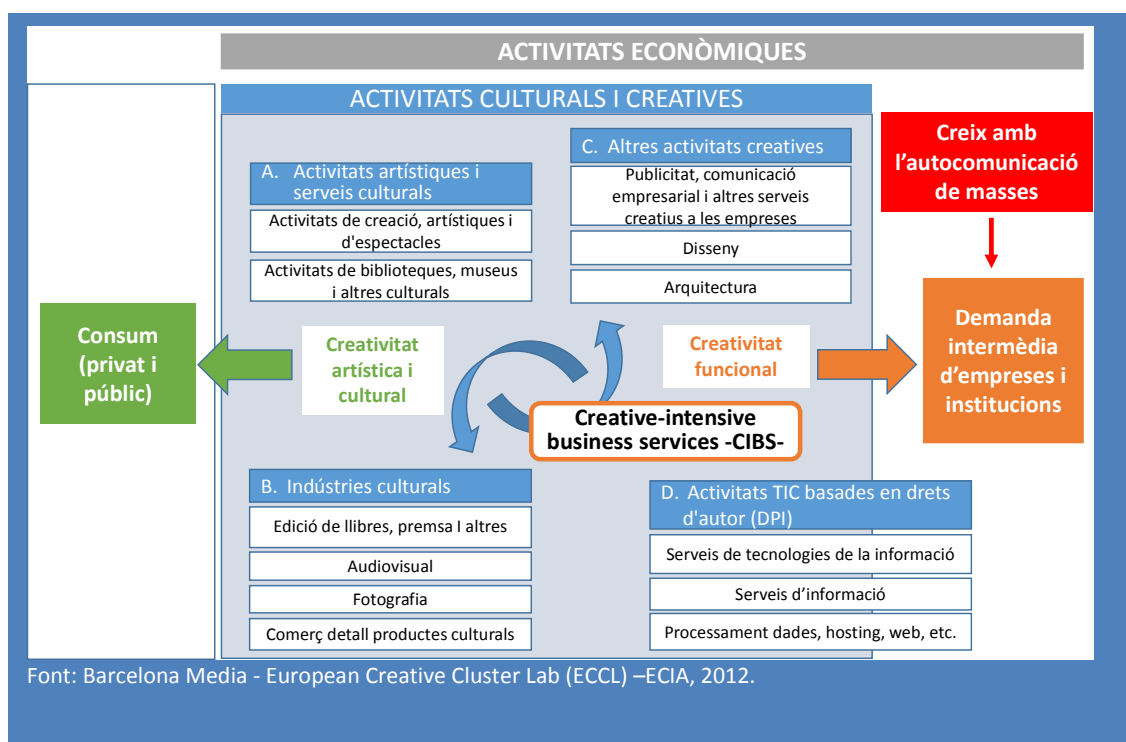 ACTIVITATS ECONÒMIQUES
ACTIVITATS CULTURALS I CREATIVES
A. Activitats artístiques i
serveis culturals
Activitats de creació, artístiques i
d'espectacles
Activitats de biblioteques, museus
i altres culturals
C. Altres activitats creatives
Publicitat, comunicació
empresarial i altres serveis
creatius a les empreses
Disseny
Arquitectura
Creix amb
l'autocomunicació
de masses
Consum
(privat i
públic)
Creativitat
artística i
cultural
Creativitat
funcional
Demanda
intermèdia
d'empreses i
institucions
Creative-intensive
business services -CIBS-
B. Indústries culturals
Edició de llibres, premsa I altres
Audiovisual
Fotografia
Comerç detall productes culturals
D. Activitats TIC basades en drets
d'autor (DPI)
Serveis de tecnologies de la informació
Serveis d'informació
Processament dades, hosting, web, etc.
Font: Barcelona Media - European Creative Cluster Lab (ECCL) –ECIA, 2012.